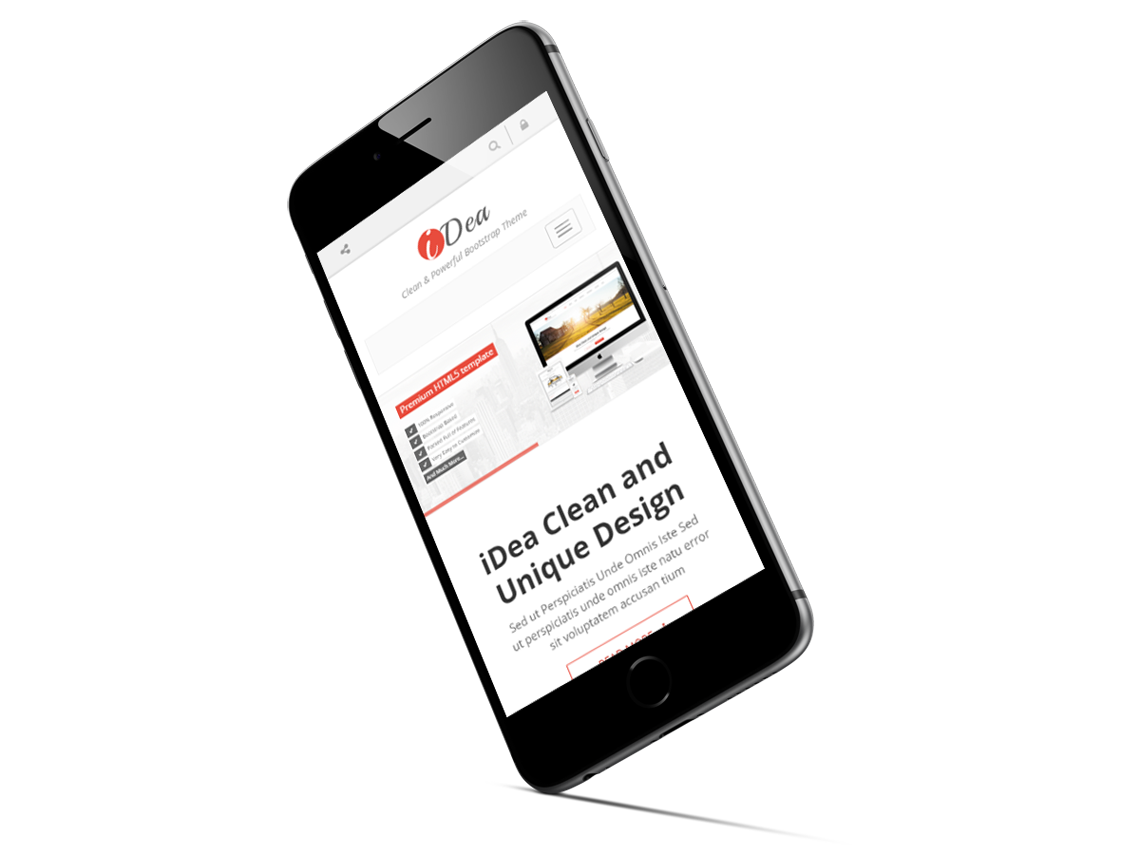 iDea
Clean & Powerful Bootstrap Theme
Premium HTML5 template
100% Responsive
Bootstrap Based
Packed Full of Features
Very Easy to Customize
And Much More...
iDea Clean and
Unique Design
Sed ut Perspiciatis Unde Omnis Iste Sed
ut perspiciatis unde omnis iste natu error
sit voluptatem accusan tium
READ MORE